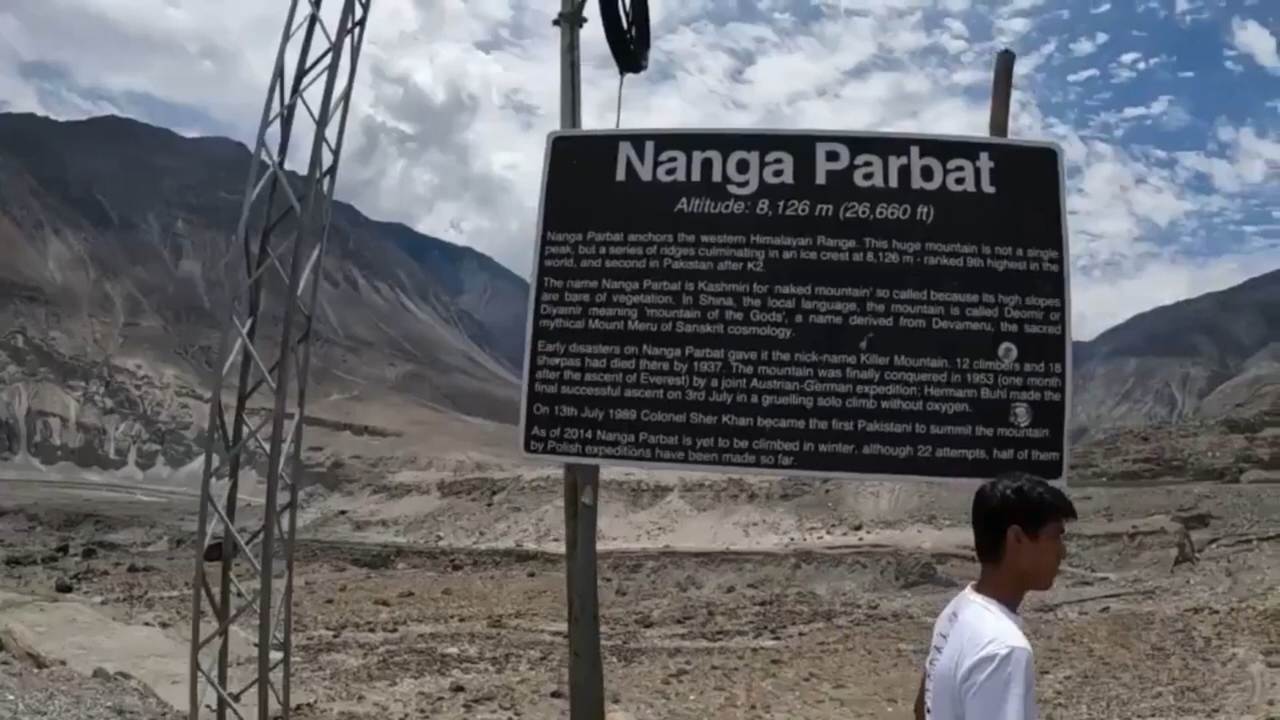 Nanga Parbat
Altitude: 8,126 m (26,660 ft)
Nanga Parbat anchors the western Himalayan Range. This huge mountain is not a single
peak, but a series of ridges culminating in an ice crest at 8,126 m - ranked 9th highest in the
world, and second in Pakistan after K2.
The name Nanga Parbat is Kashmiri for 'naked mountain' so called because its high slopes
are bare of vegetation. In Shina, the local language, the mountain is called Deomir or
Diyamir meaning 'mountain of the Gods', a name derived from Devameru, the sacred
mythical Mount Meru of Sanskrit cosmology.
Early disasters on Nanga Parbat gave it the nick-name Killer Mountain. 12 climbers and 18
sherpas had died there by 1937. The mountain was finally conquered in 1953 (one month
after the ascent of Everest) by a joint Austrian-German expedition; Hermann Buhl made the
final successful ascent on 3rd July in a gruelling solo climb without oxygen.
On 13th July 1989 Colonel Sher Khan became the first Pakistani to summit the mountain.
As of 2014 Nanga Parbat is yet to be climbed in winter, although 22 attempts, half of them
by Polish expeditions have been made so far.